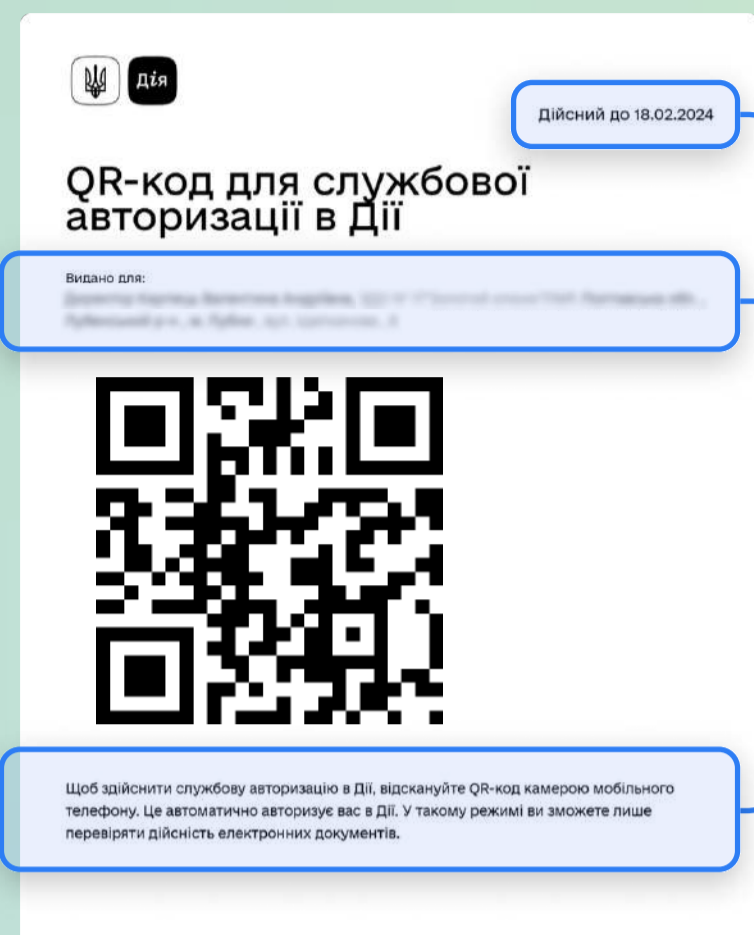 Дія
Дійсний до 18.02.2024
QR-код для службової
авторизації в Дії
Видано для:
Щоб здійснити службову авторизацію в Дії, відскануйте QR-код камерою мобільного
телефону. Це автоматично авторизує вас в Дії. У такому режимі ви зможете лише
перевіряти дійсність електронних документів.